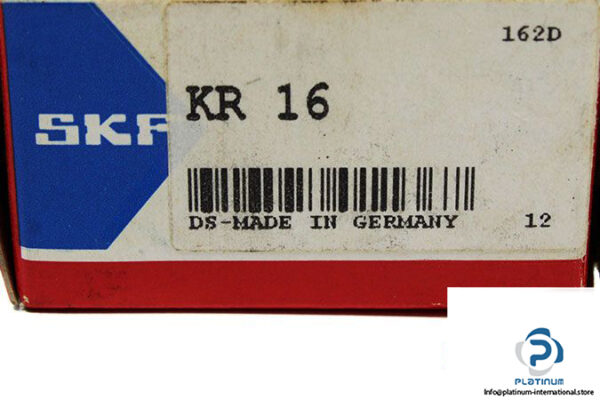 162D
KR 16
SKF
DS-MADE IN GERMANY 12
PLATINUM
Info@platinum-international.store